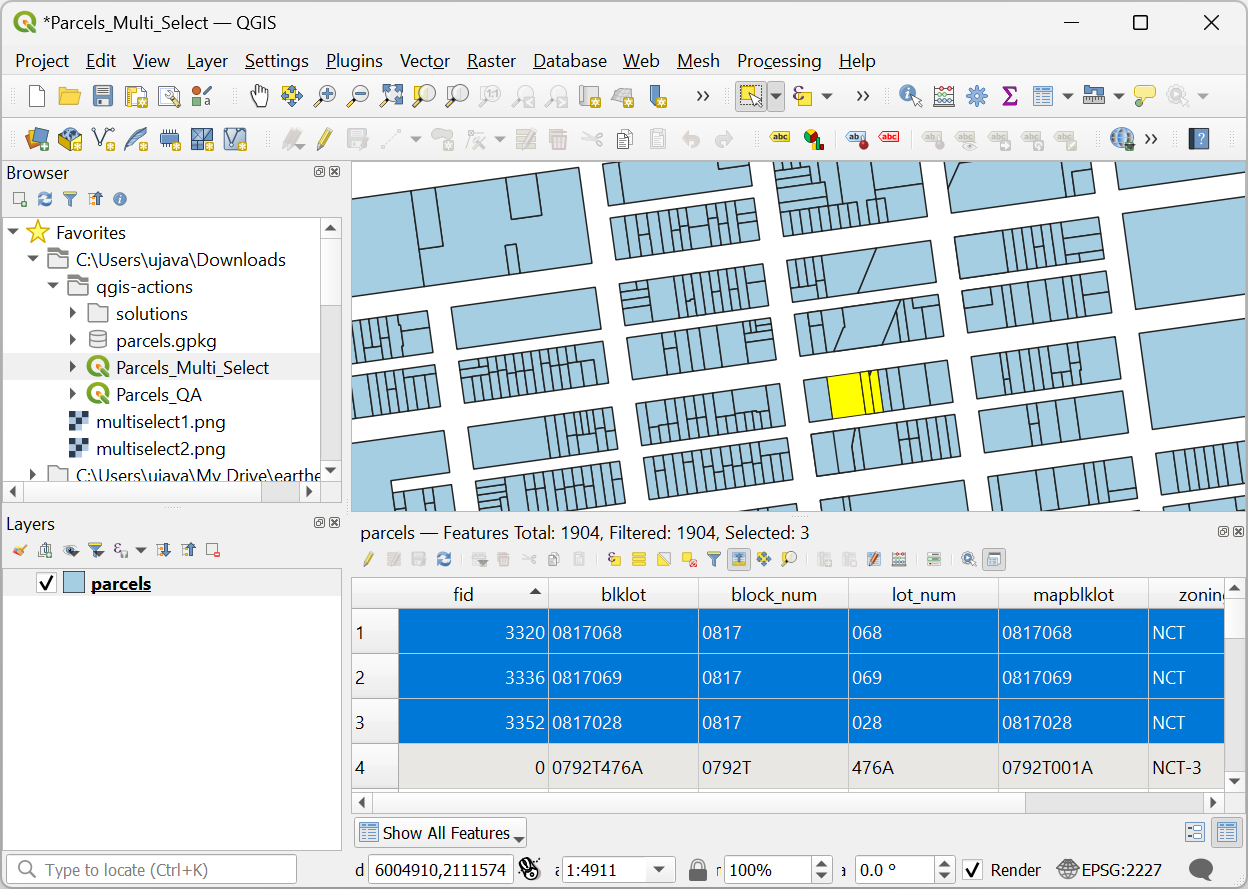 *Parcels_Multi_Select — QGIS
Project Edit View Layer Settings Plugins Vector Raster Database Web Mesh Processing Help
abc abc abc
Browser
Favorites
C:\Users\ujava\Downloads
qgis-actions
solutions
parcels.gpkg
Parcels_Multi_Select
Parcels_QA
multiselect1.png
multiselect2.png
C:\Users\ujava\My Drive\earthe
Layers
parcels
parcels — Features Total: 1904, Filtered: 1904, Selected: 3
fid blklot block_num lot_num mapblklot zoning
1 3320 0817068 0817 068 0817068 NCT
2 3336 0817069 0817 069 0817069 NCT
3 3352 0817028 0817 028 0817028 NCT
4 0 0792T476A 0792T 476A 0792T001A NCT-3
Show All Features
Type to locate (Ctrl+K) d 6004910,2111574 1:4911 100% a 0.0 ° Render EPSG:2227